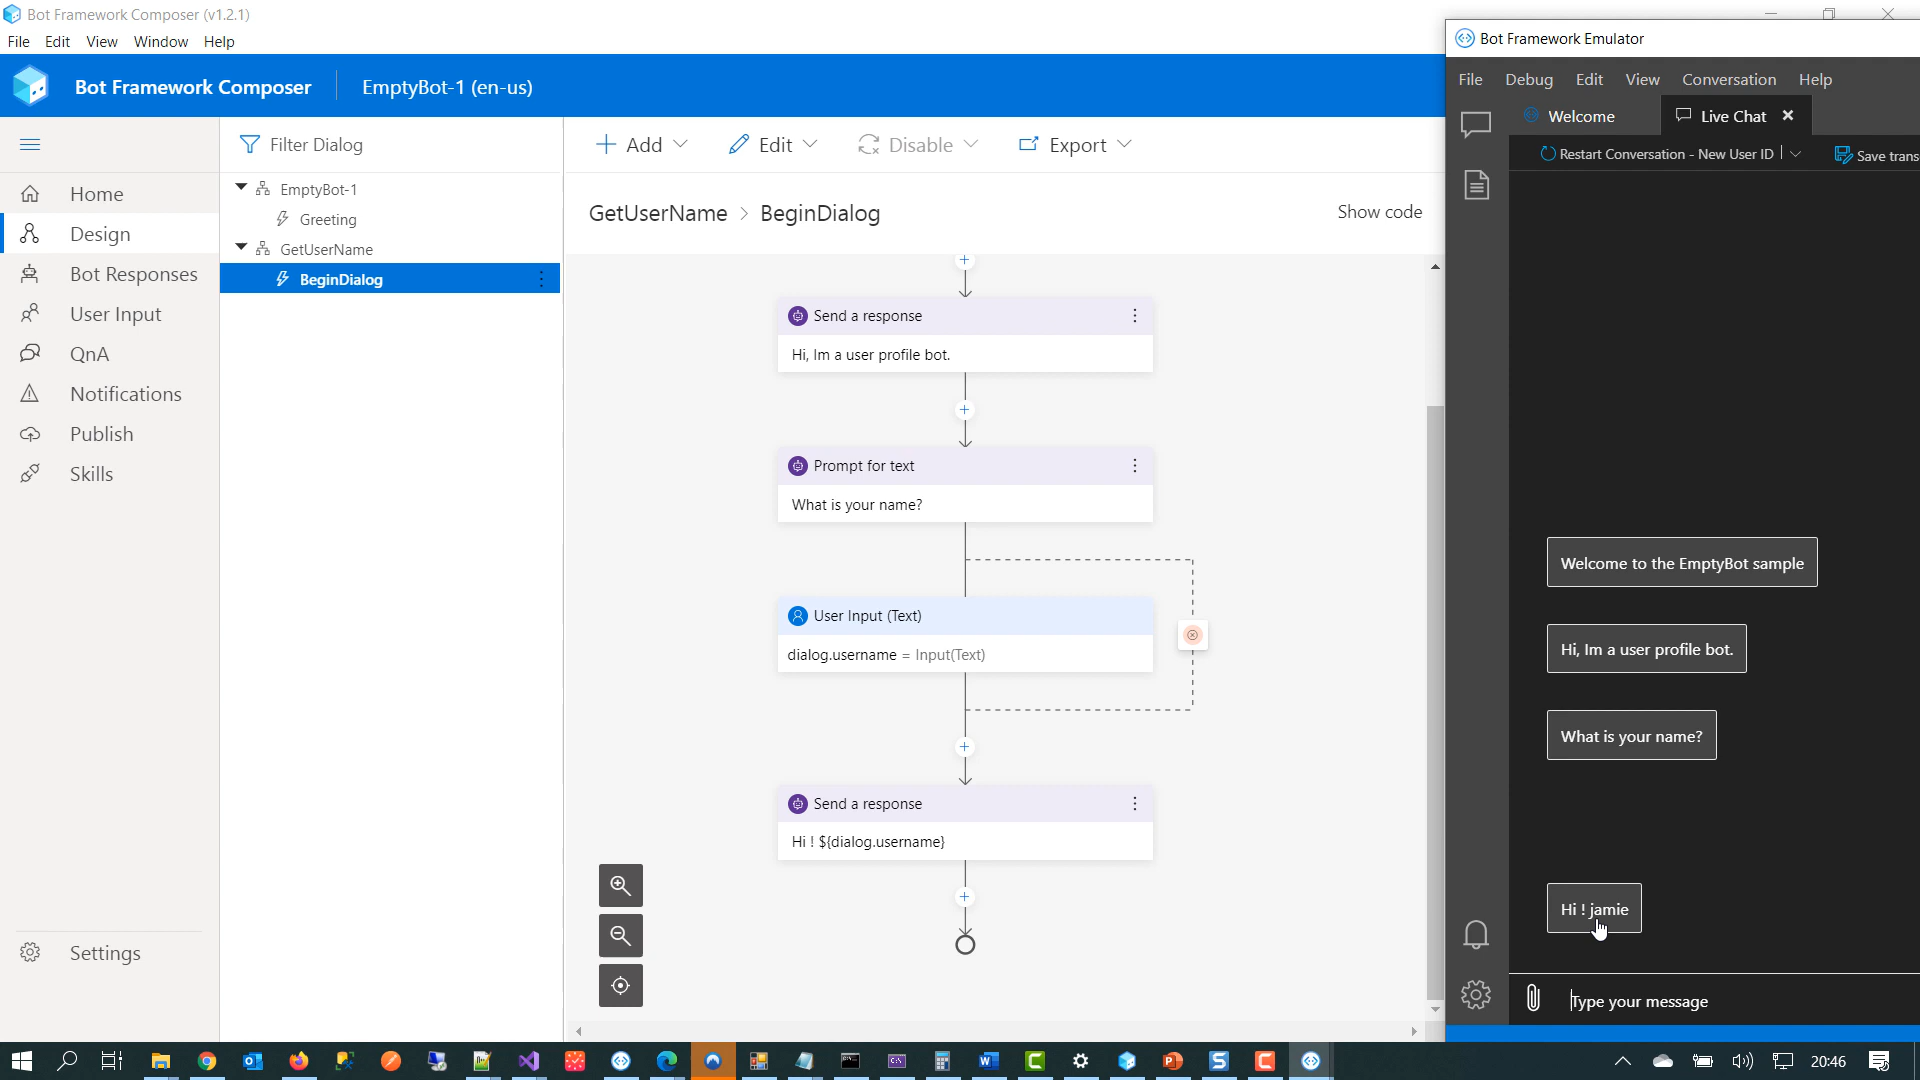 Bot Framework Composer (v1.2.1)
File Edit View Window Help
Bot Framework Composer EmptyBot-1 (en-us)
Home
Design
Bot Responses
User Input
QnA
Notifications
Publish
Skills
Settings
Filter Dialog
EmptyBot-1
Greeting
GetUserName
BeginDialog
Add Edit Disable Export
GetUserName > BeginDialog Show code
Send a response
Hi, Im a user profile bot.
Prompt for text
What is your name?
User Input (Text)
dialog.username = Input(Text)
Send a response
Hi ! ${dialog.username}
Bot Framework Emulator
File Debug Edit View Conversation Help
Welcome Live Chat
Restart Conversation - New User ID Save trans
Welcome to the EmptyBot sample
Hi, Im a user profile bot.
What is your name?
Hi ! jamie
Type your message
20:46